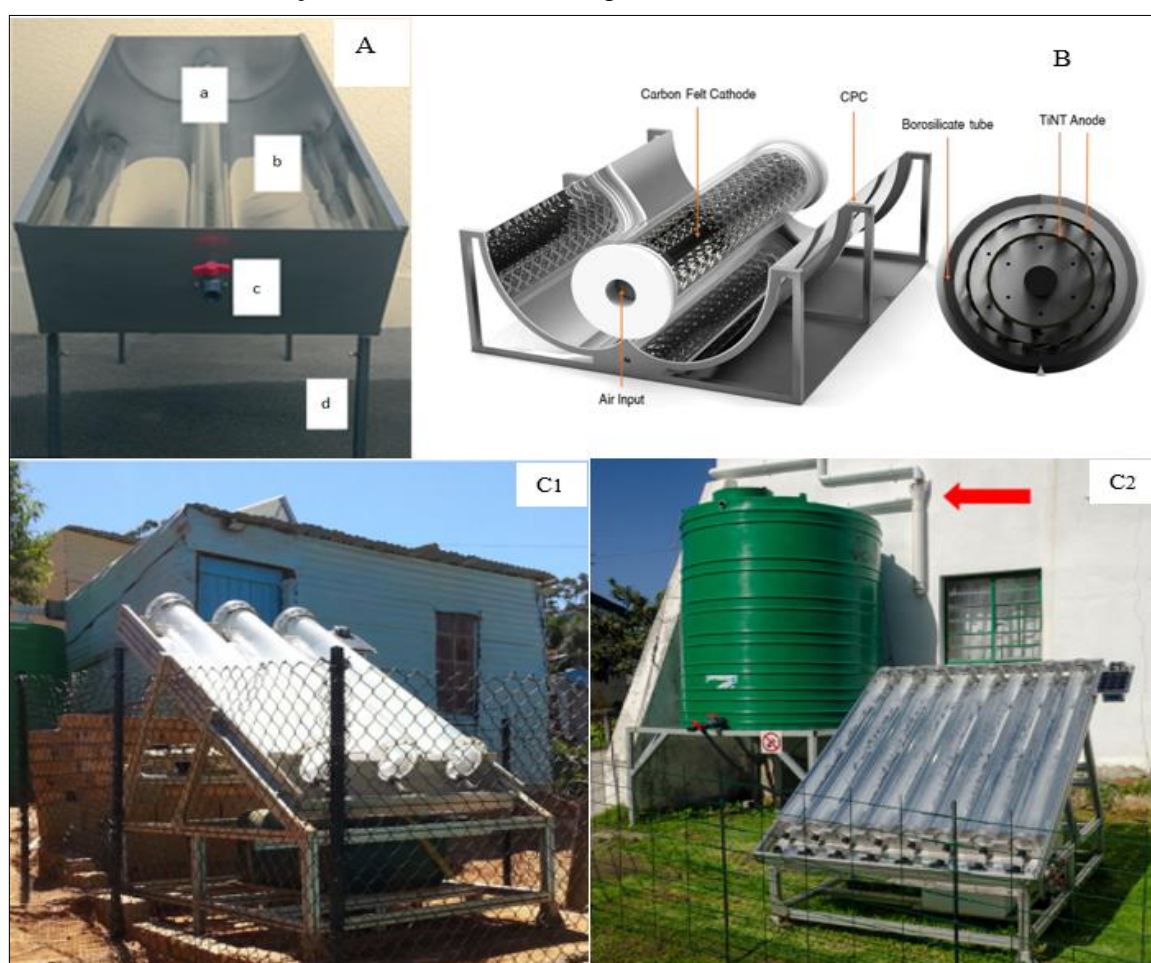 A
a
b
c
d
B
Carbon Felt Cathode
CPC
Borosilicate tube
TiNT Anode
Air Input
C1
C2